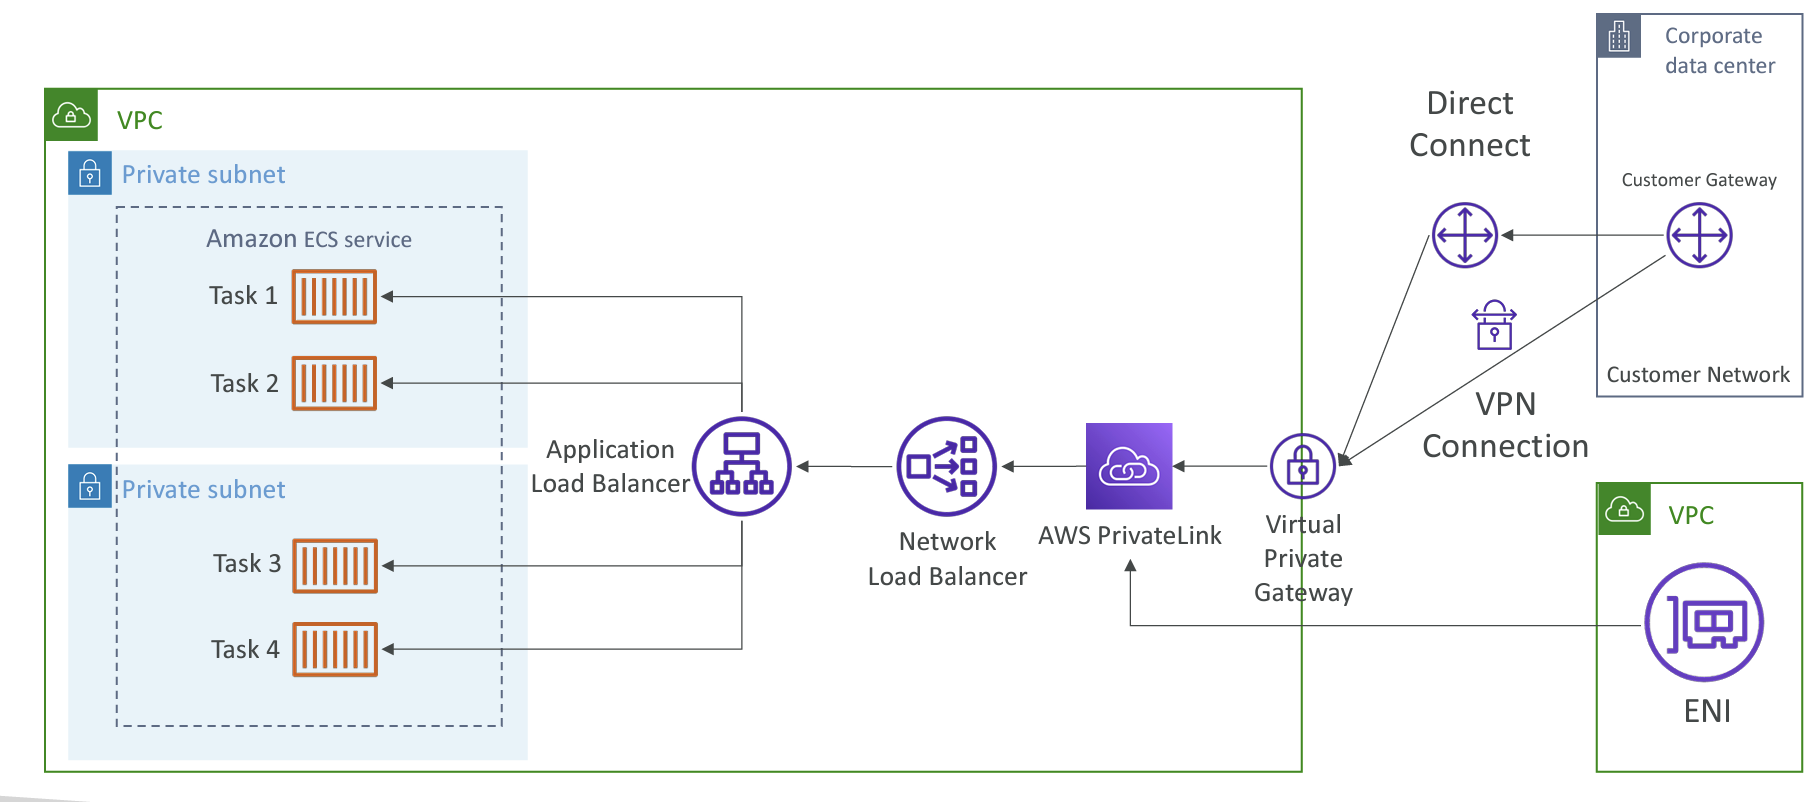 Corporate
data center
Direct
Connect
VPC
Private subnet
Customer Gateway
Amazon ECS service
Task 1
Task 2
Customer Network
VPN
Connection
Application
Load Balancer
Private subnet
VPC
Virtual
Private
Gateway
AWS PrivateLink
Network
Load Balancer
Task 3
Task 4
ENI